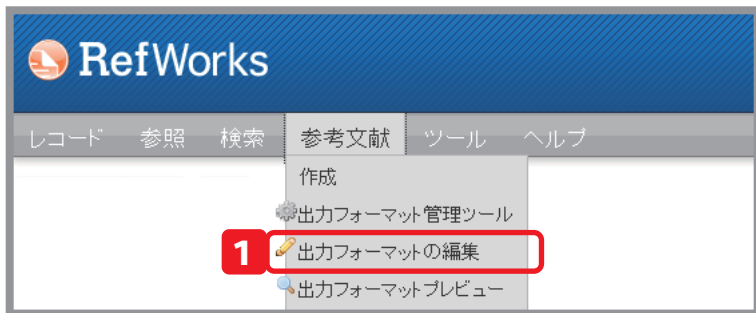 RefWorks
レコード 参照 検索 参考文献 ツール ヘルプ
作成
出力フォーマット管理ツール
1 出力フォーマットの編集
出力フォーマットプレビュー